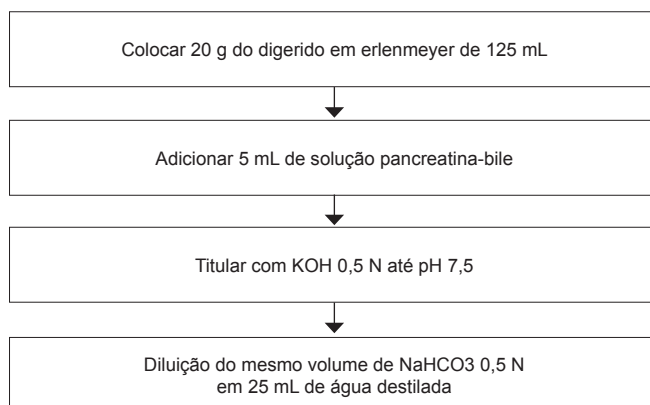 Colocar 20 g do digerido em erlenmeyer de 125 mL
Adicionar 5 mL de solução pancreatina-bile
Titular com KOH 0,5 N até pH 7,5
Diluição do mesmo volume de NaHCO3 0,5 N
em 25 mL de água destilada